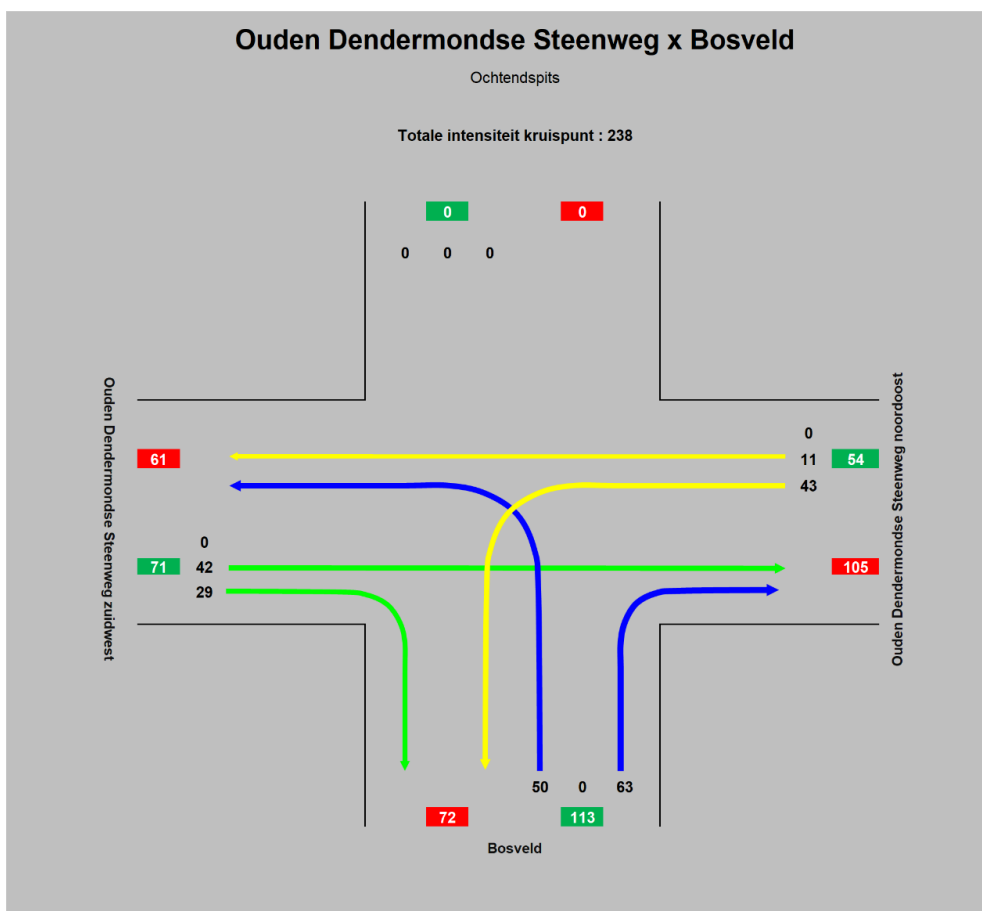 Ouden Dendermondse Steenweg x Bosveld
Ochtendspits
Totale intensiteit kruispunt : 238
0 0
0 0 0
Ouden Dendermondse Steenweg zuidwest
Ouden Dendermondse Steenweg noordoost
0
61 11 54
43
0
71 42 105
29
50 0 63
72 113
Bosveld